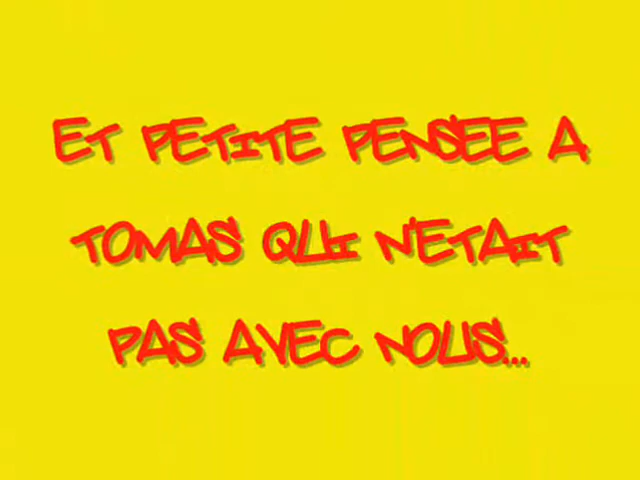 ET PETITE PENSEE A
TOMAS QUI N'ETAIT
PAS AVEC NOUS...